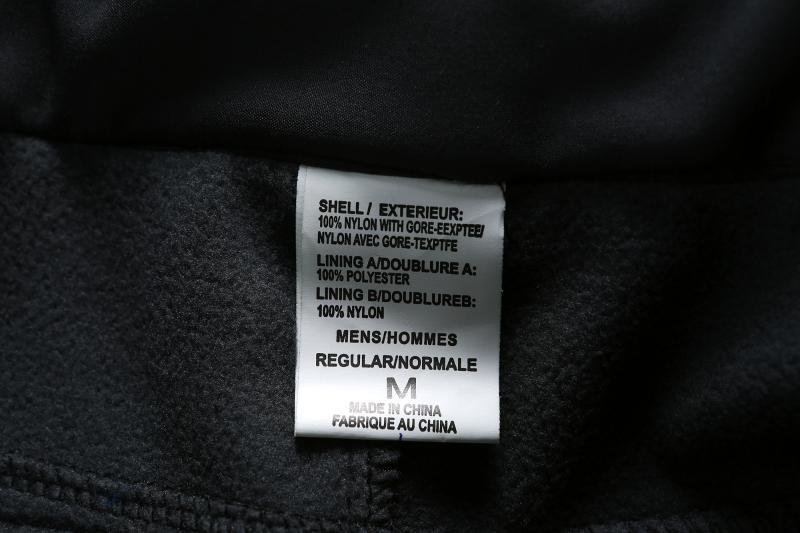 SHELL / EXTERIEUR:
100% NYLON WITH GORE-EEXPTEE/
NYLON AVEC GORE-TEXPTFE
LINING A/DOUBLURE A:
100% POLYESTER
LINING B/DOUBLUREB:
100% NYLON
MENS/HOMMES
REGULAR/NORMALE
M
MADE IN CHINA
FABRIQUE AU CHINA